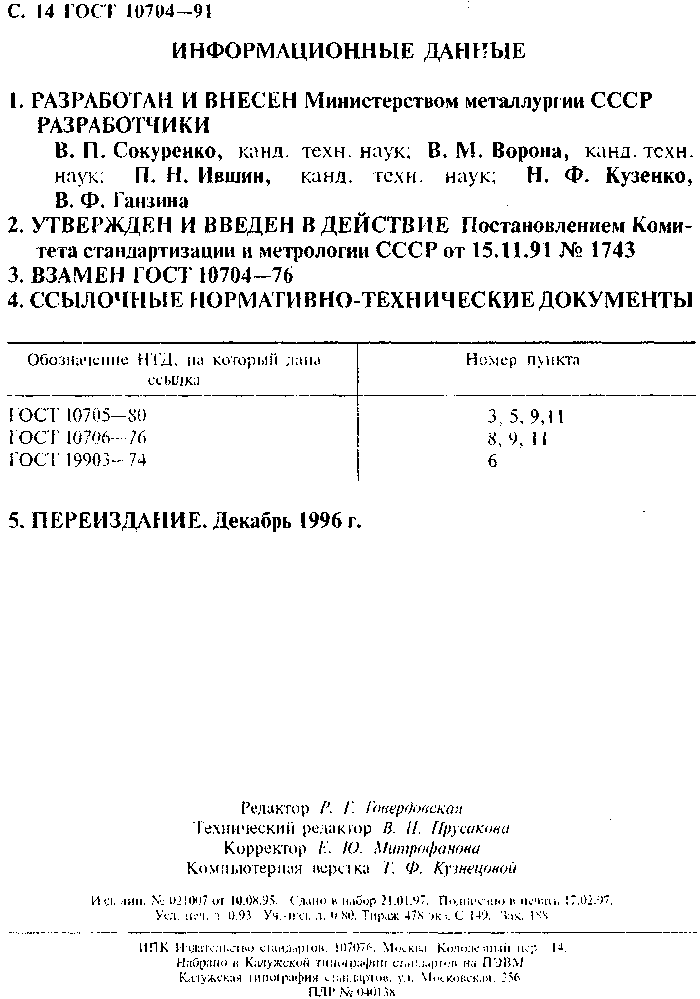 С. 14 ГОСТ 10704—91
ИНФОРМАЦИОННЫЕ ДАННЫЕ
1. РАЗРАБОТАН И ВНЕСЕН Министерством металлургии СССР
РАЗРАБОТЧИКИ
В. П. Сокуренко, канд. техн. наук; В. М. Ворона, канд. техн.
наук; П. Н. Ившин, канд. техн. наук; Н. Ф. Кузенко,
В. Ф. Ганзина
2. УТВЕРЖДЕН И ВВЕДЕН В ДЕЙСТВИЕ Постановлением Коми-
тета стандартизации и метрологии СССР от 15.11.91 № 1743
3. ВЗАМЕН ГОСТ 10704—76
4. ССЫЛОЧНЫЕ НОРМАТИВНО-ТЕХНИЧЕСКИЕ ДОКУМЕНТЫ
Обозначение НТД, на который дана
ссылка
Номер пункта
ГОСТ 10705—80 3, 5, 9, 11
ГОСТ 10706—76 8, 9, 11
ГОСТ 19903—74 6
5. ПЕРЕИЗДАНИЕ. Декабрь 1996 г.
Редактор Р. Г. Говердовская
Технический редактор В. Н. Прусакова
Корректор Е. Ю. Митрофанова
Компьютерная верстка Т. Ф. Кузнецовой
Изд. лиц. № 021007 от 10.08.95. Сдано в набор 21.01.97. Подписано в печать 17.02.97.
Усл. печ. л. 0,93. Уч.-изд. л. 0,80. Тираж 478 экз. С 149. Зак. 188
ИПК Издательство стандартов, 107076, Москва, Колодезный пер., 14.
Набрано в Калужской типографии стандартов на ПЭВМ
Калужская типография стандартов, ул. Московская, 256
ПЛР № 040138